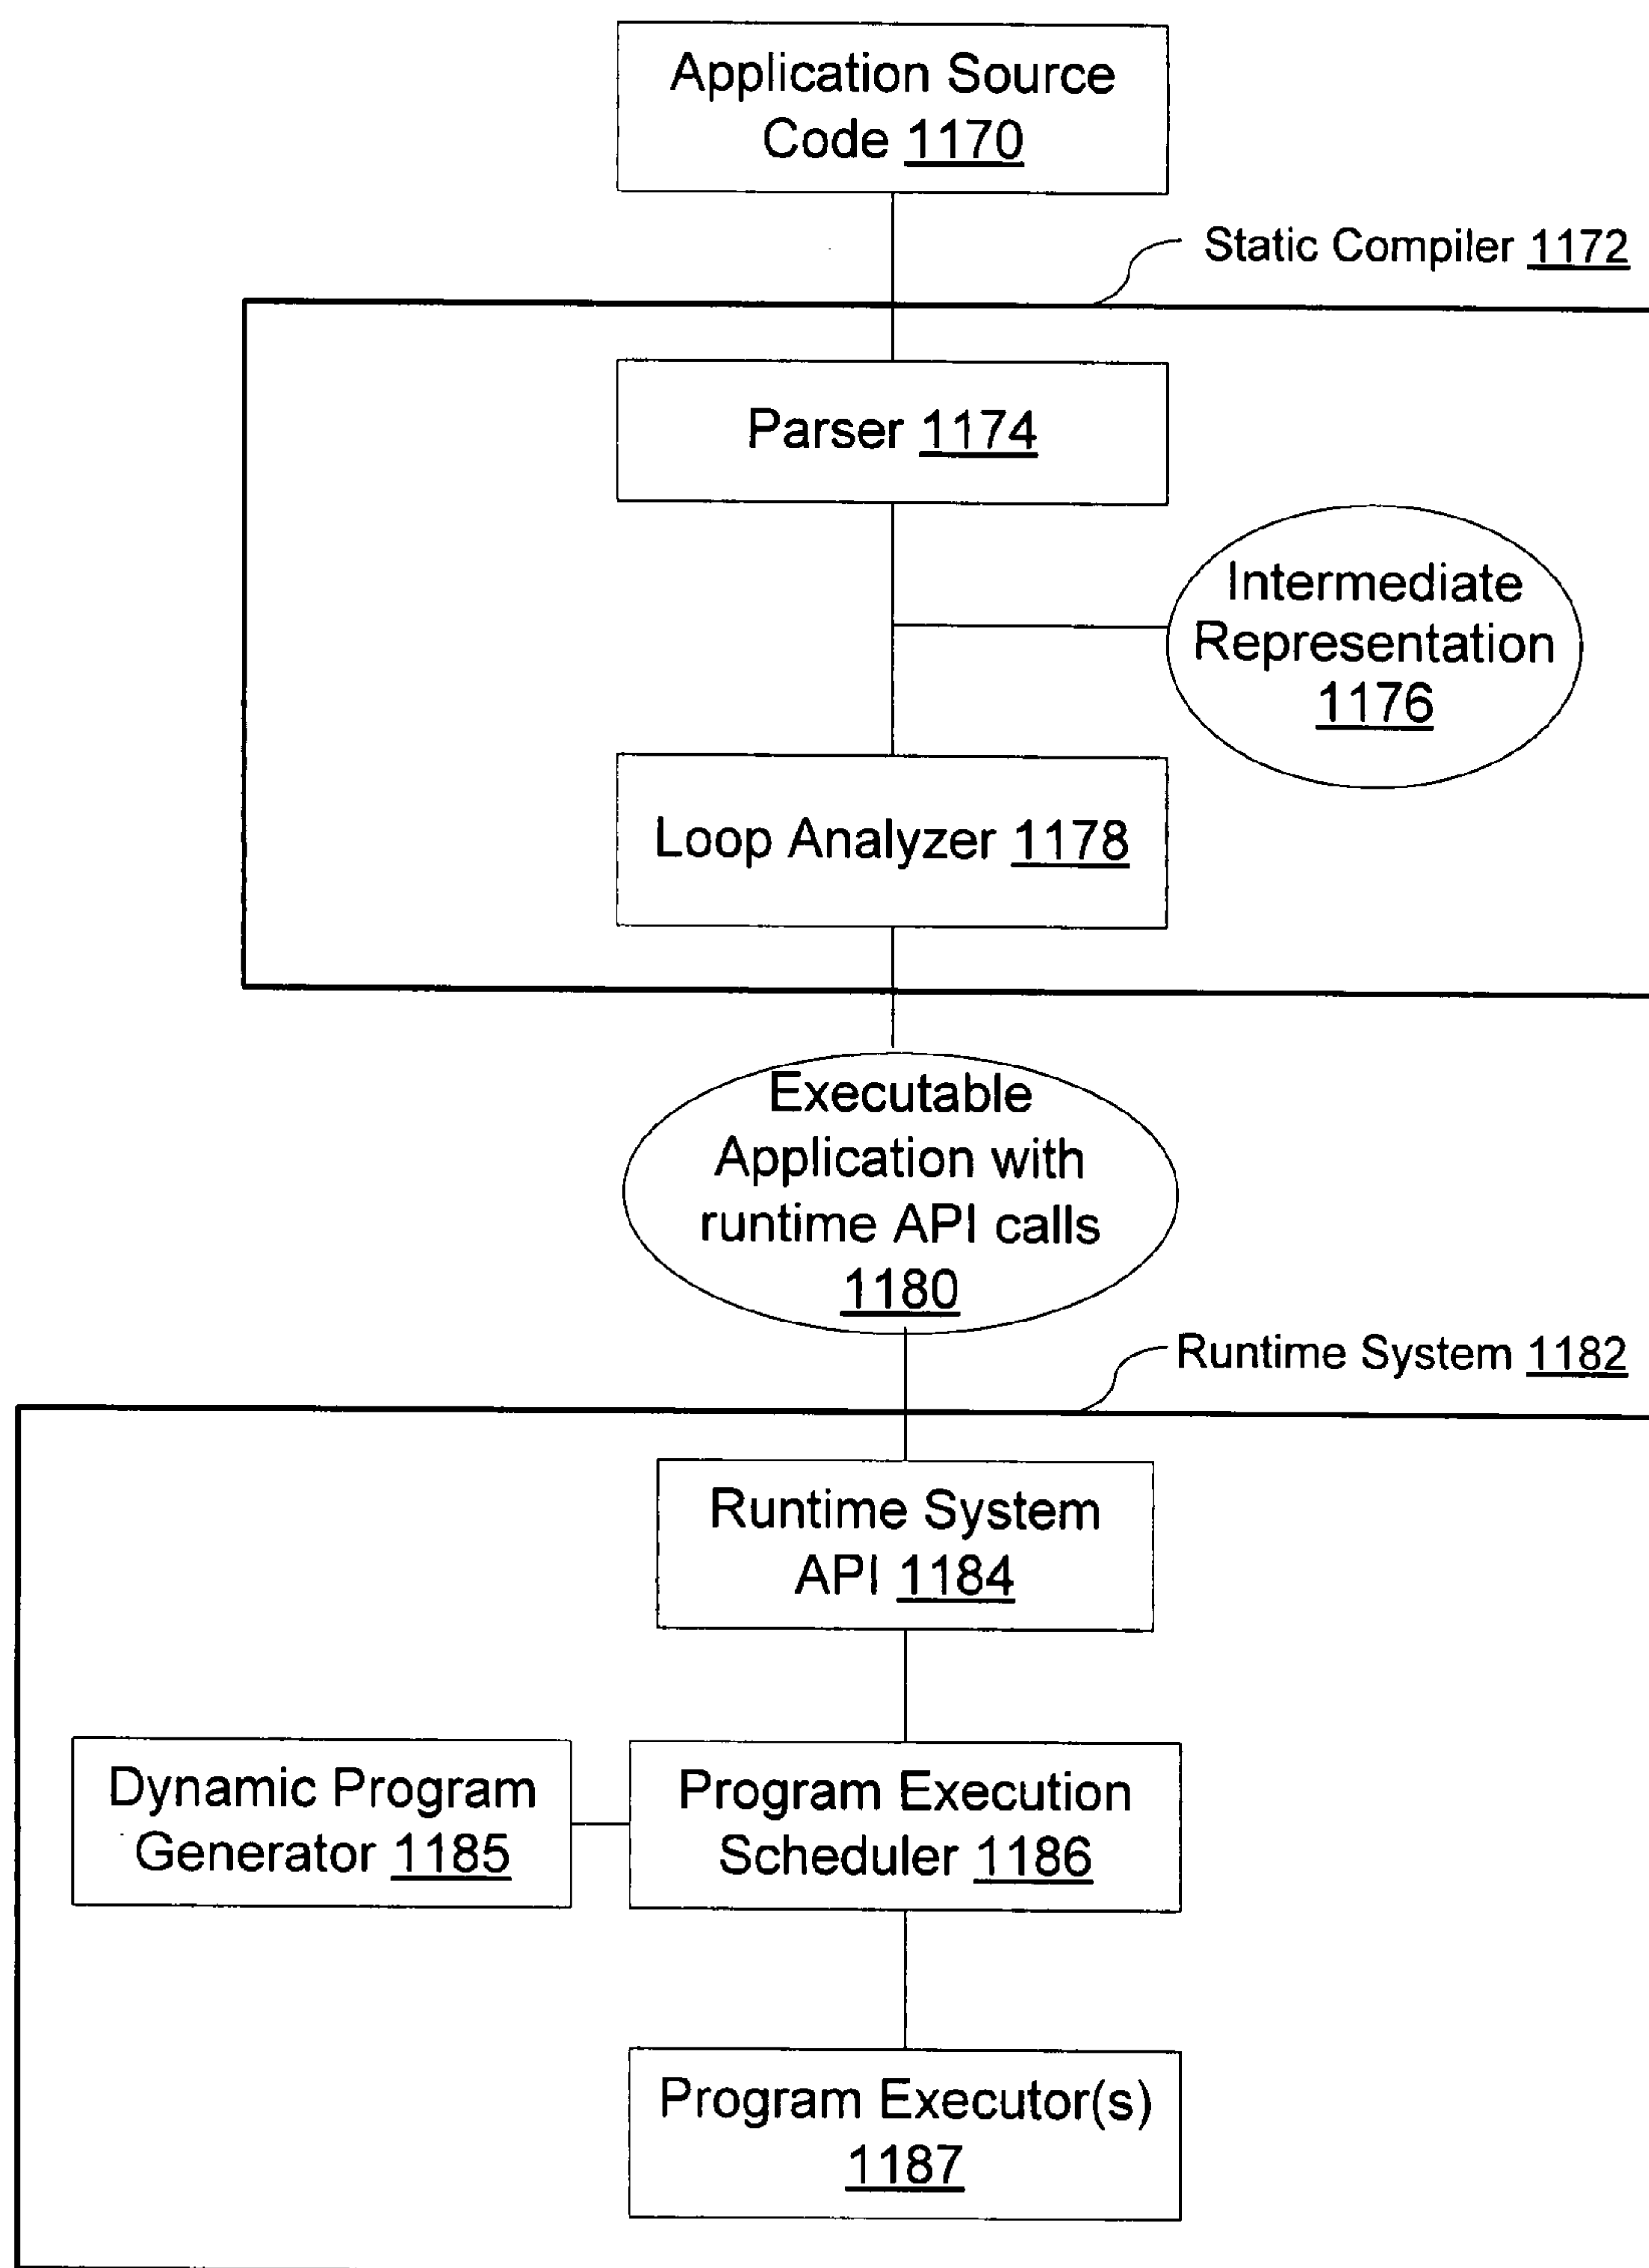 Application Source
Code 1170
Static Compiler 1172
Parser 1174
Intermediate
Representation
1176
Loop Analyzer 1178
Executable
Application with
runtime API calls
1180
Runtime System 1182
Runtime System
API 1184
Dynamic Program
Generator 1185
Program Execution
Scheduler 1186
Program Executor(s)
1187